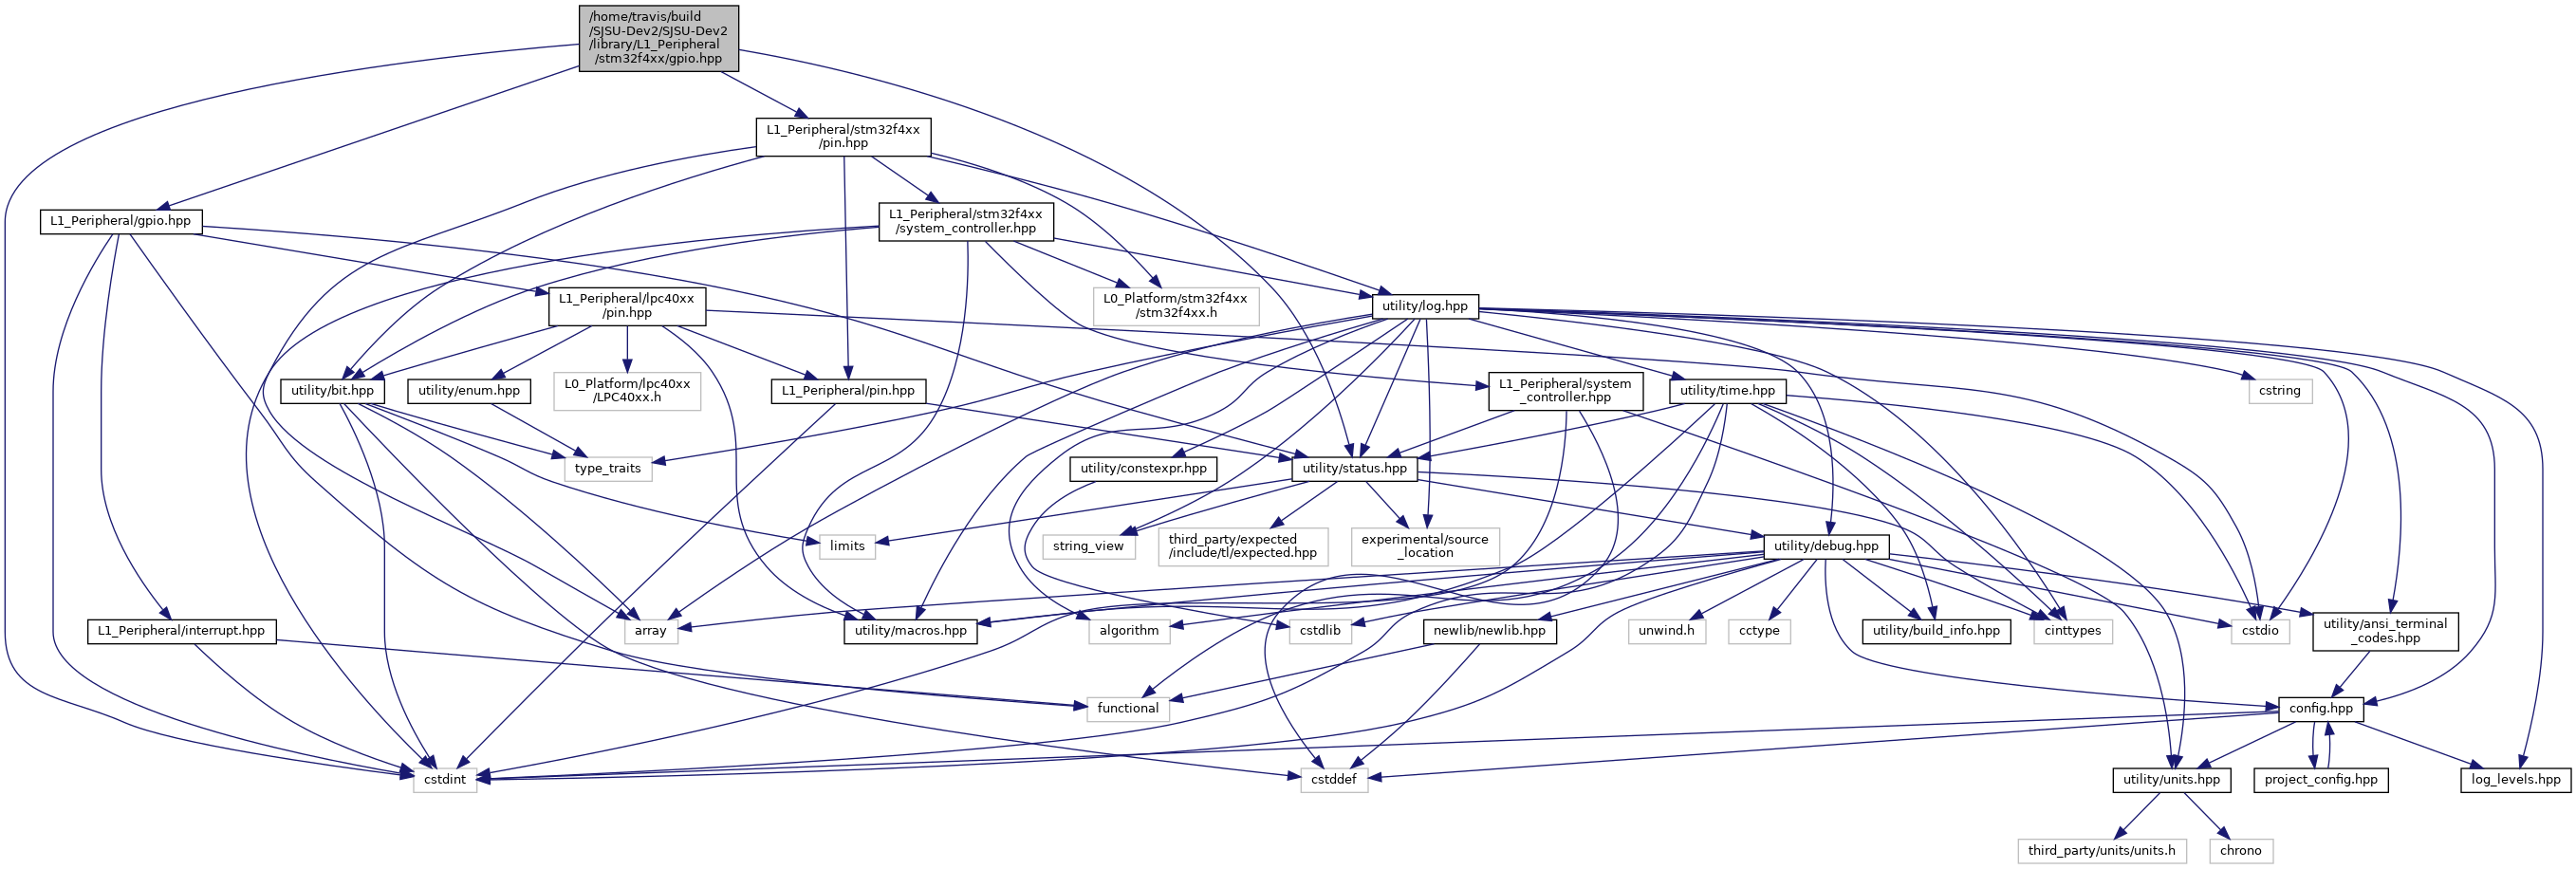 /home/travis/build
/SJSU-Dev2/SJSU-Dev2
/library/L1_Peripheral
/stm32f4xx/gpio.hpp
L1_Peripheral/stm32f4xx
/pin.hpp
L1_Peripheral/gpio.hpp
L1_Peripheral/stm32f4xx
/system_controller.hpp
L1_Peripheral/lpc40xx
/pin.hpp
L0_Platform/stm32f4xx
/stm32f4xx.h
utility/log.hpp
utility/bit.hpp
utility/enum.hpp
L0_Platform/lpc40xx
/LPC40xx.h
L1_Peripheral/pin.hpp
L1_Peripheral/system
_controller.hpp
utility/time.hpp
cstring
type_traits
utility/constexpr.hpp
utility/status.hpp
limits
string_view
third_party/expected
/include/tl/expected.hpp
experimental/source
_location
utility/debug.hpp
L1_Peripheral/interrupt.hpp
array
utility/macros.hpp
algorithm
cstdlib
newlib/newlib.hpp
unwind.h
cctype
utility/build_info.hpp
cinttypes
cstdio
utility/ansi_terminal
_codes.hpp
functional
config.hpp
cstdint
cstddef
utility/units.hpp
project_config.hpp
log_levels.hpp
third_party/units/units.h
chrono